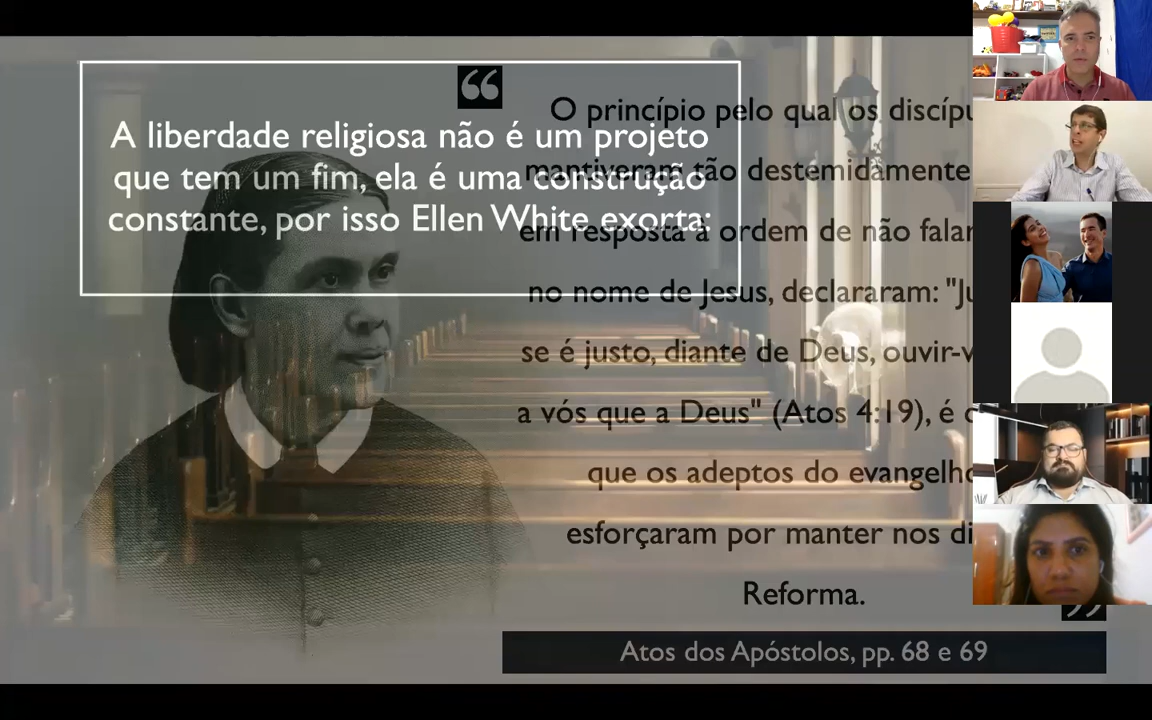 A liberdade religiosa não é um projeto
que tem um fim, ela é uma construção
constante, por isso Ellen White exorta:
“
O princípio pelo qual os
mantiveram tão destemidamente
em resposta à ordem de não falar
no nome de Jesus, declararam: "
se é justo, diante de Deus,
a vós que a Deus" (Atos 4:19), é
que os adeptos do
esforçaram por manter nos
Reforma.
”
Atos dos Apóstolos, pp. 68 e 69